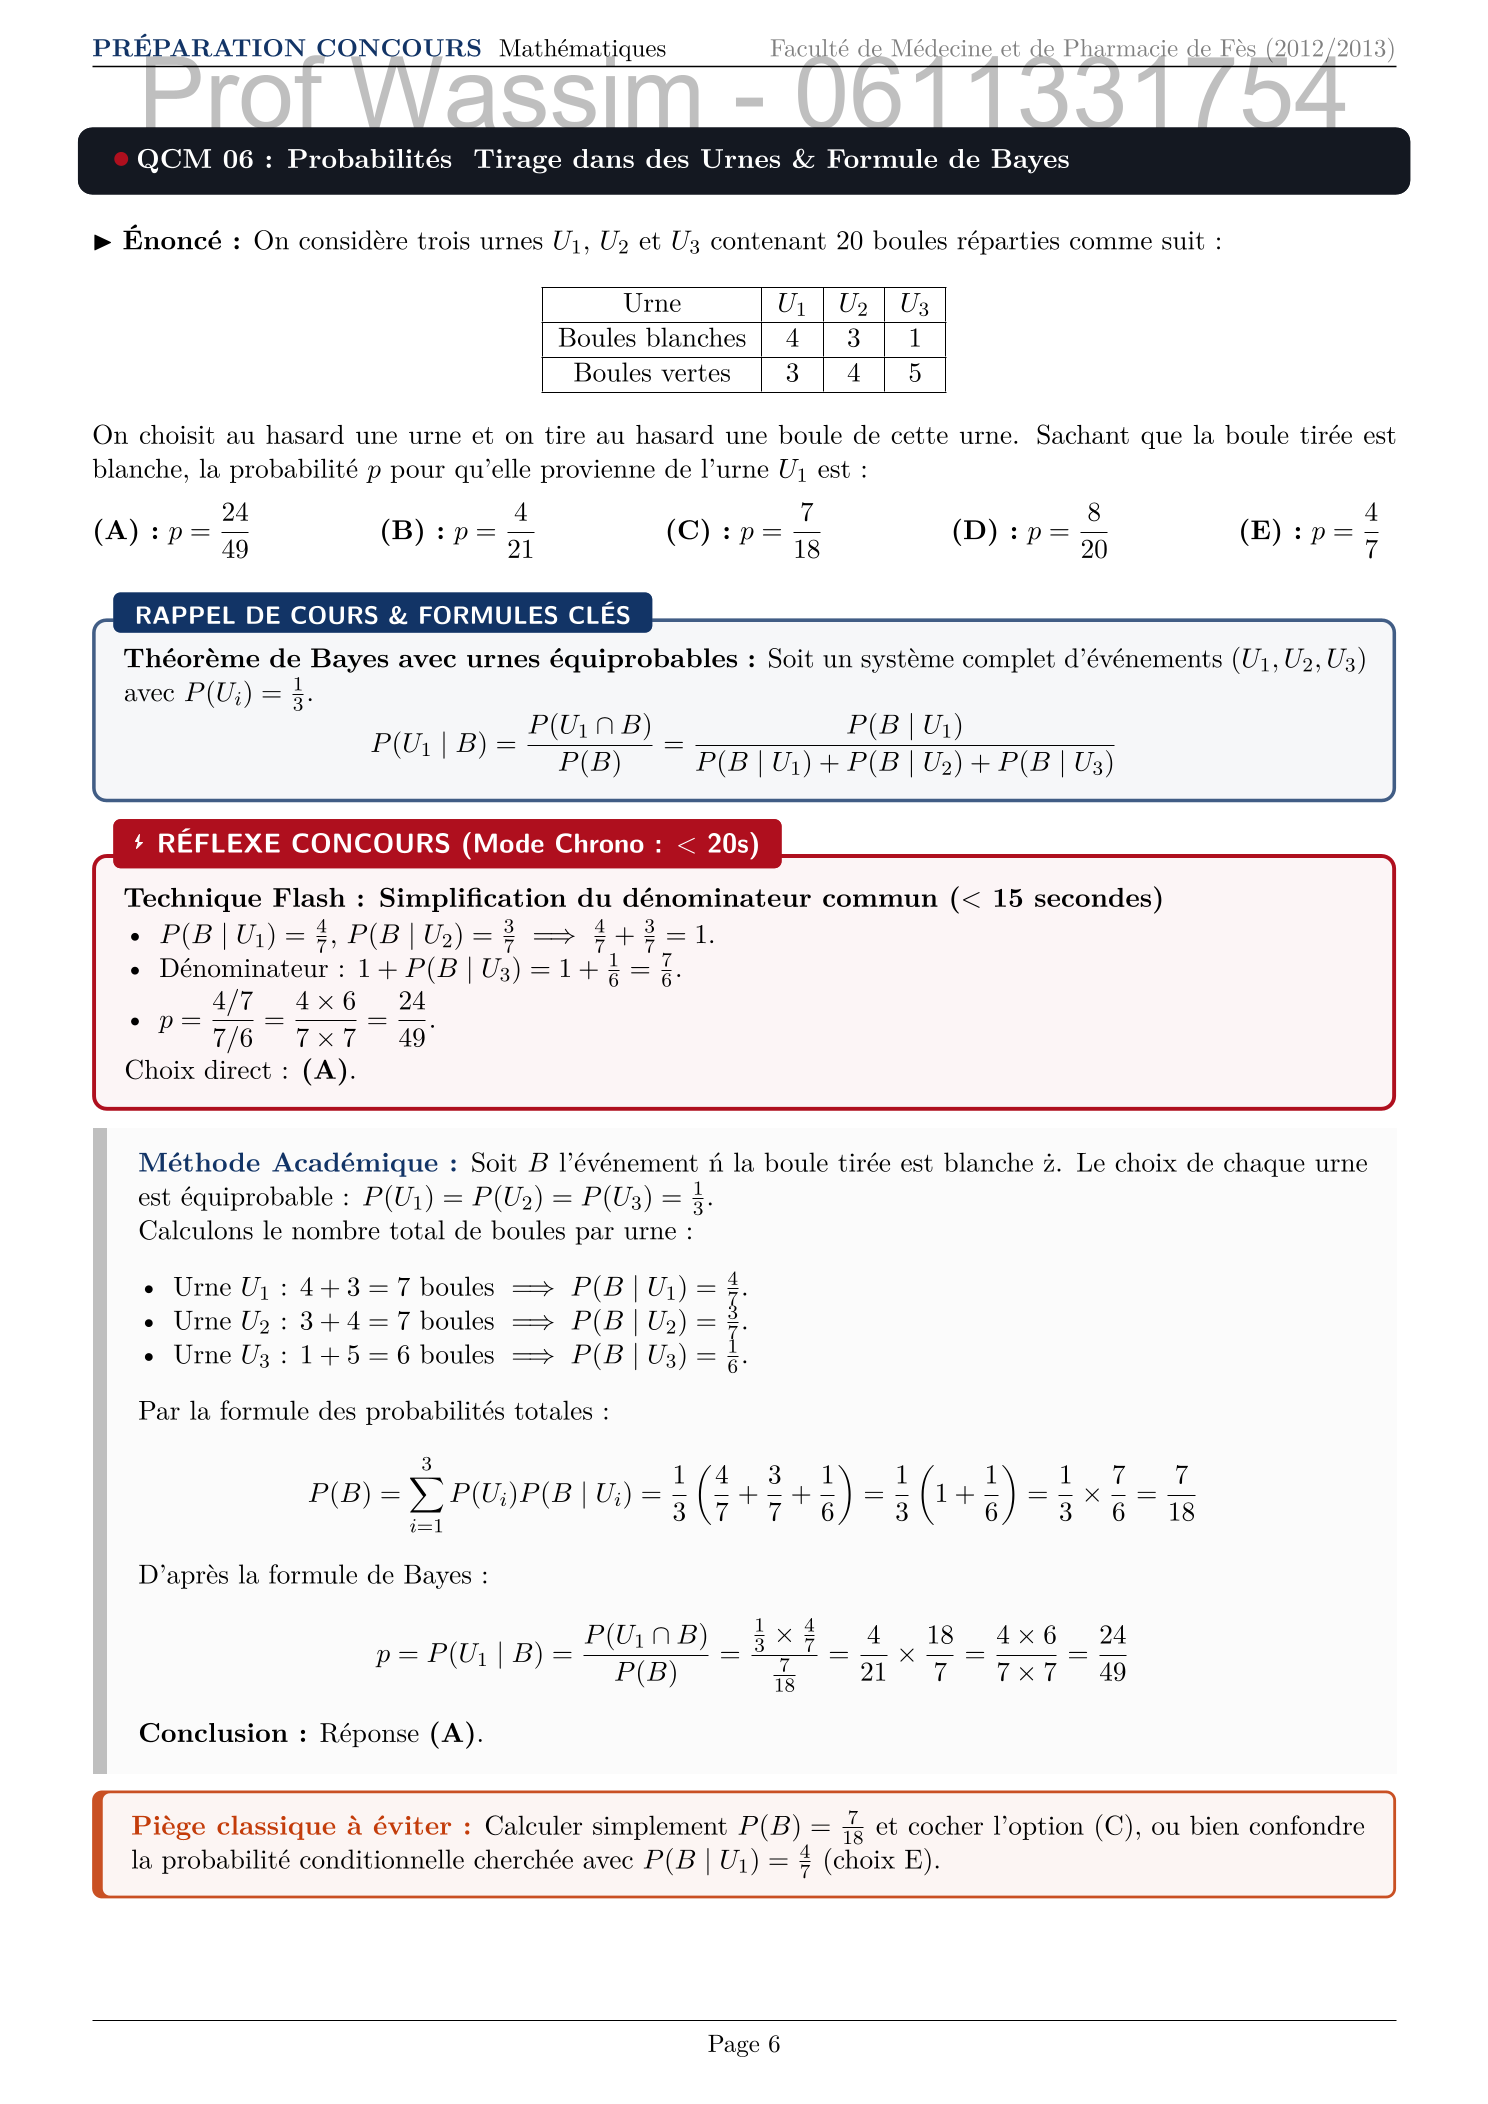 PRÉPARATION CONCOURS Mathématiques Faculté de Médecine et de Pharmacie de Fès (2012/2013)
Prof Wassim - 0611331754
• QCM 06 : Probabilités Tirage dans des Urnes & Formule de Bayes
▶ Énoncé : On considère trois urnes U₁, U₂ et U₃ contenant 20 boules réparties comme suit :
Urne U₁ U₂ U₃
Boules blanches 4 3 1
Boules vertes 3 4 5
On choisit au hasard une urne et on tire au hasard une boule de cette urne. Sachant que la boule tirée est
blanche, la probabilité p pour qu'elle provienne de l'urne U₁ est :
(A) : p = 24/49 (B) : p = 4/21 (C) : p = 7/18 (D) : p = 8/20 (E) : p = 4/7
RAPPEL DE COURS & FORMULES CLÉS
Théorème de Bayes avec urnes équiprobables : Soit un système complet d'événements (U₁, U₂, U₃)
avec P(Uᵢ) = 1/3.
P(U₁ | B) = P(U₁ ∩ B)/P(B) = P(B | U₁)/(P(B | U₁) + P(B | U₂) + P(B | U₃))
⚡ RÉFLEXE CONCOURS (Mode Chrono : < 20s)
Technique Flash : Simplification du dénominateur commun (< 15 secondes)
• P(B | U₁) = 4/7, P(B | U₂) = 3/7 ⟹ 4/7 + 3/7 = 1.
• Dénominateur : 1 + P(B | U₃) = 1 + 1/6 = 7/6.
• p = (4/7)/(7/6) = (4 × 6)/(7 × 7) = 24/49.
Choix direct : (A).
Méthode Académique : Soit B l'événement ń la boule tirée est blanche ż. Le choix de chaque urne
est équiprobable : P(U₁) = P(U₂) = P(U₃) = 1/3.
Calculons le nombre total de boules par urne :
• Urne U₁ : 4 + 3 = 7 boules ⟹ P(B | U₁) = 4/7.
• Urne U₂ : 3 + 4 = 7 boules ⟹ P(B | U₂) = 3/7.
• Urne U₃ : 1 + 5 = 6 boules ⟹ P(B | U₃) = 1/6.
Par la formule des probabilités totales :
P(B) = ∑ᵢ₌₁³ P(Uᵢ)P(B | Uᵢ) = 1/3 (4/7 + 3/7 + 1/6) = 1/3 (1 + 1/6) = 1/3 × 7/6 = 7/18
D'après la formule de Bayes :
p = P(U₁ | B) = P(U₁ ∩ B)/P(B) = (1/3 × 4/7)/(7/18) = 4/21 × 18/7 = (4 × 6)/(7 × 7) = 24/49
Conclusion : Réponse (A).
Piège classique à éviter : Calculer simplement P(B) = 7/18 et cocher l'option (C), ou bien confondre
la probabilité conditionnelle cherchée avec P(B | U₁) = 4/7 (choix E).
Page 6